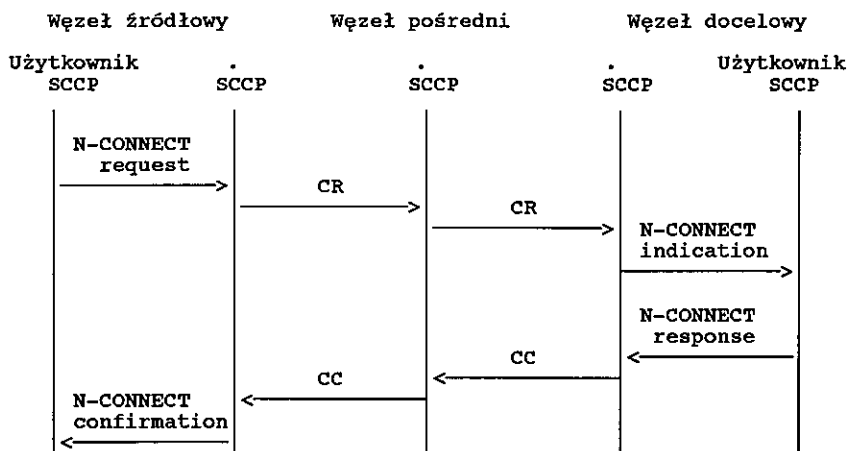 Węzeł źródłowy Węzeł pośredni Węzeł docelowy
Użytkownik . . . Użytkownik
SCCP SCCP SCCP SCCP SCCP
N-CONNECT
request
CR
CR
N-CONNECT
indication
N-CONNECT
response
CC
CC
N-CONNECT
confirmation